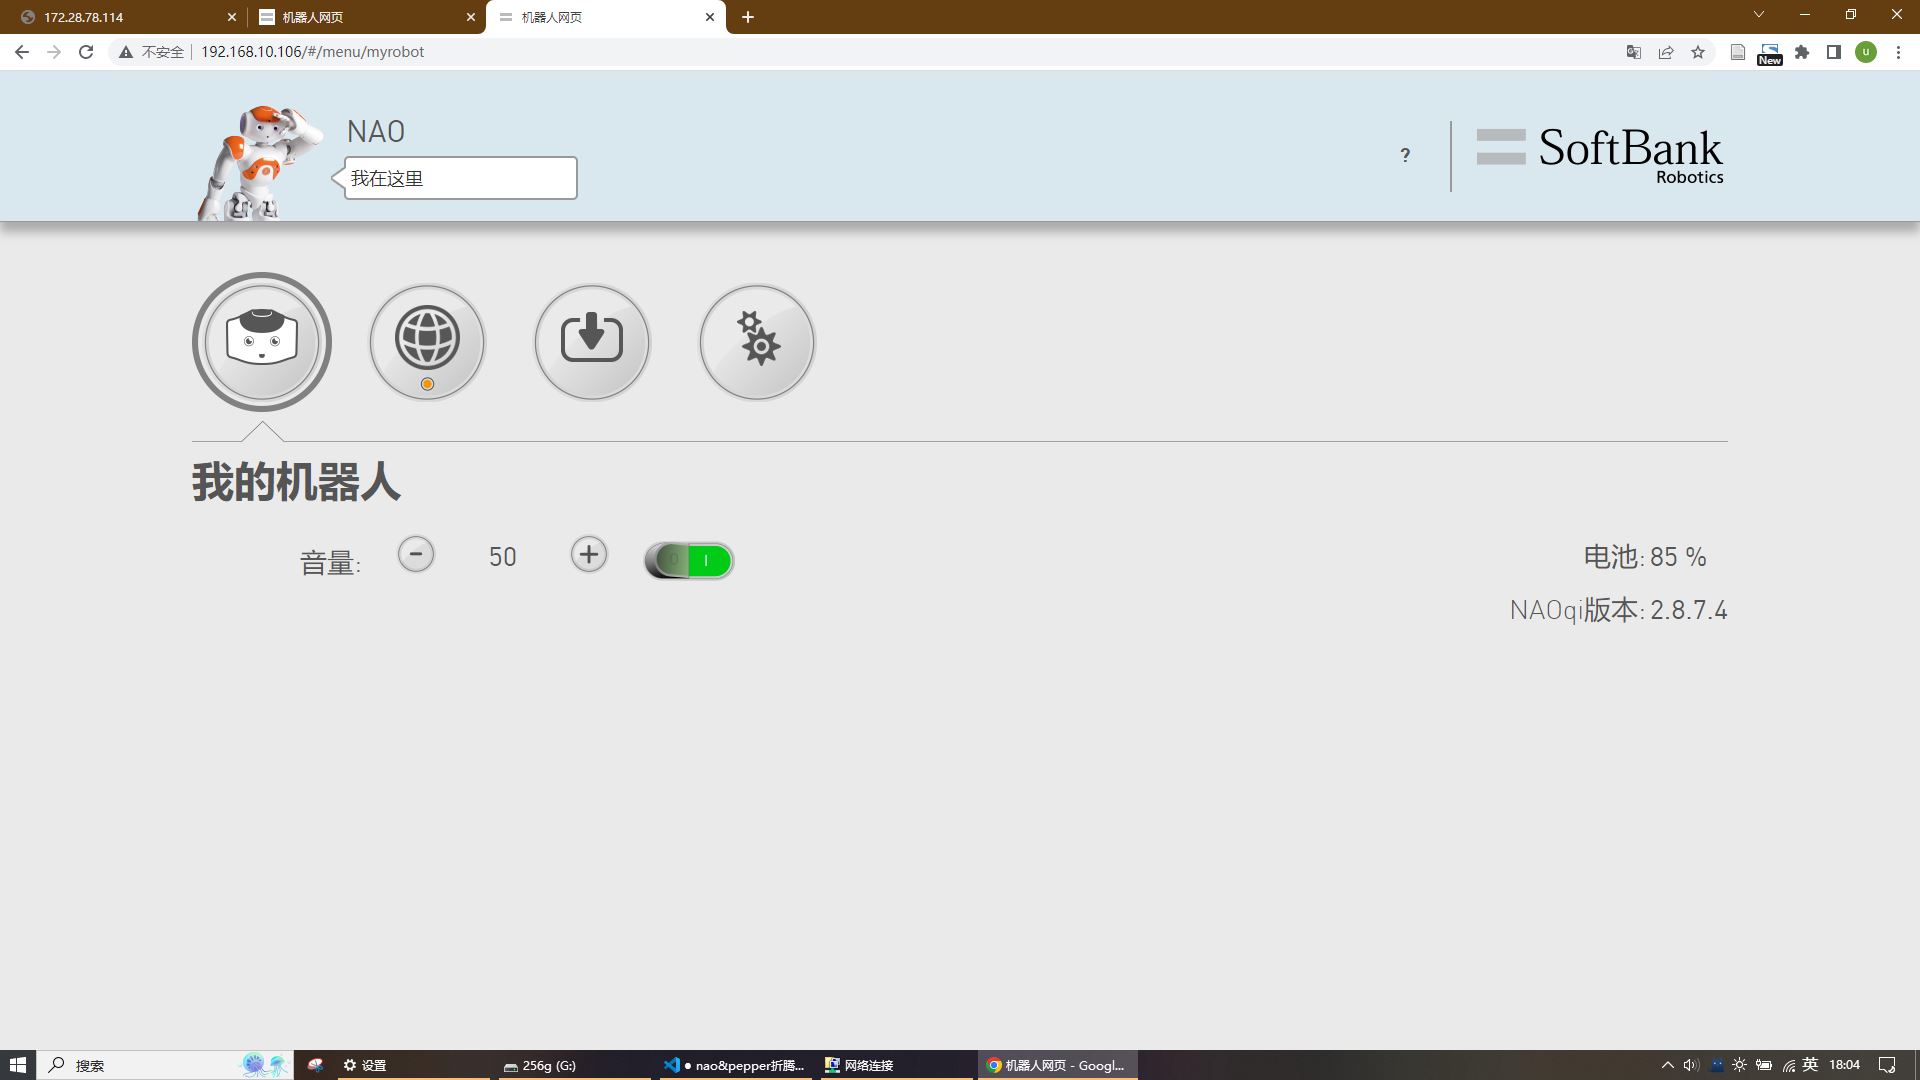 172.28.78.114
机器人网页
机器人网页
不安全
192.168.10.106/#/menu/myrobot
New
u
NAO
我在这里
?
SoftBank
Robotics
我的机器人
音量:
50
0 I
电池: 85 %
NAOqi版本: 2.8.7.4
搜索
设置
256g (G:)
● nao&pepper折腾...
网络连接
机器人网页 - Googl...
英
18:04